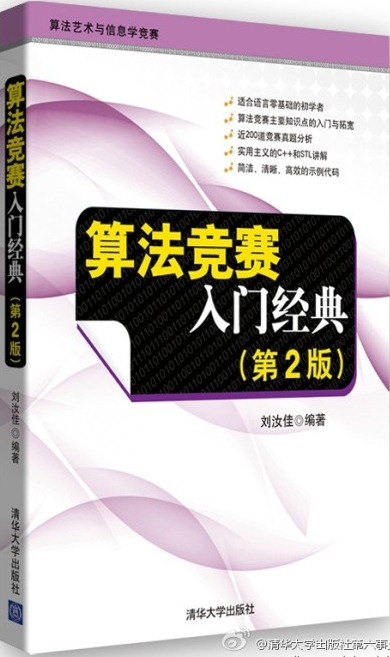 算法艺术与信息学竞赛
适合语言零基础的初学者
算法竞赛主要知识点的入门与拓宽
近200道竞赛真题分析
实用主义的C++和STL讲解
简洁、清晰、高效的示例代码
算法竞赛
入门经典
(第2版)
刘汝佳◎编著
清华大学出版社
算法竞赛入门经典(第2版)
刘汝佳◎编著
清华大学出版社
@清华大学出版社第六事